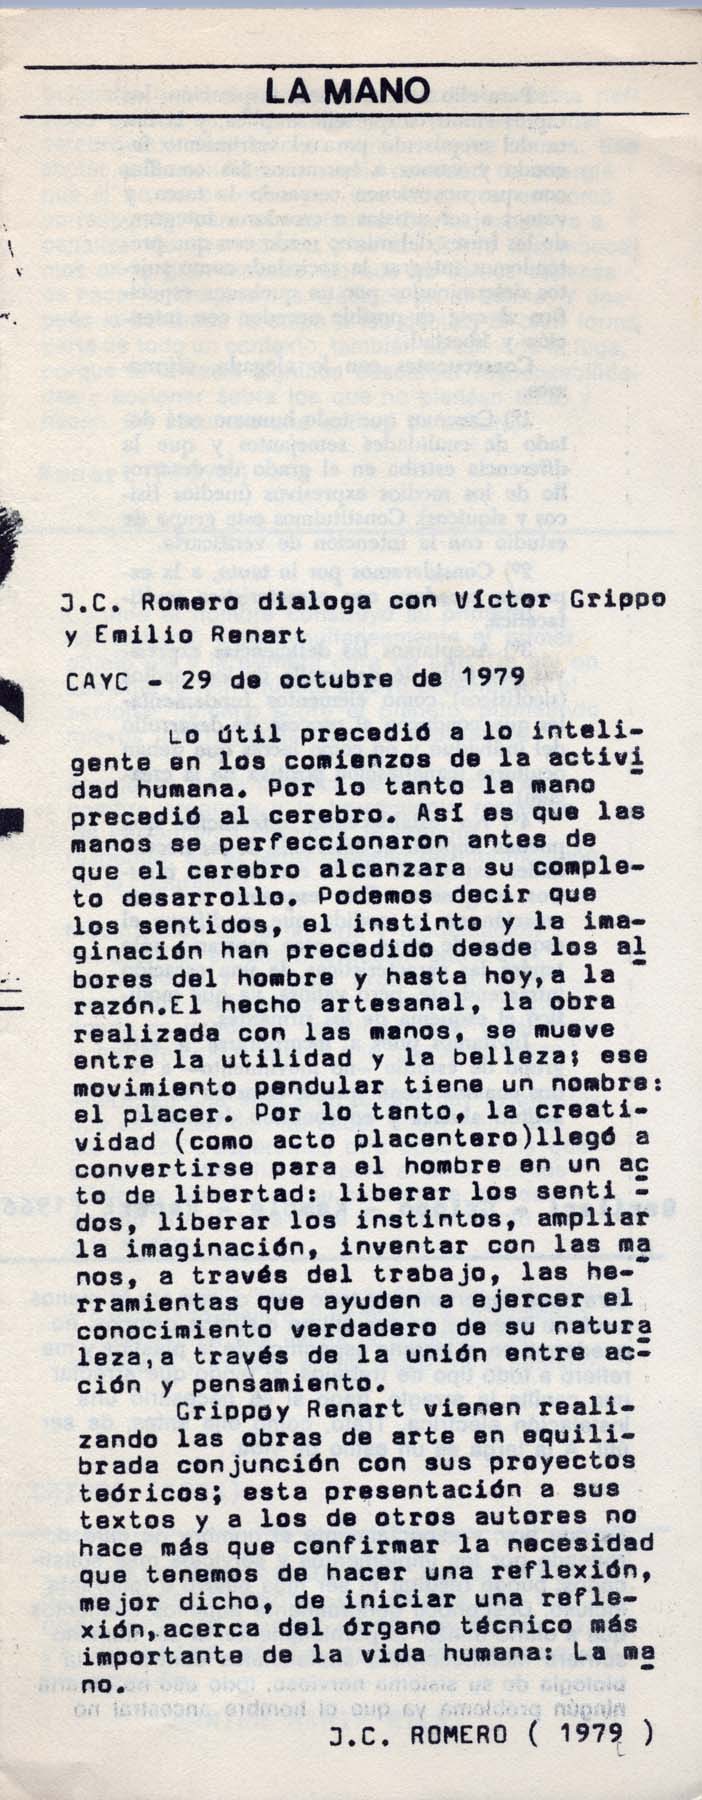 LA MANO
J.C. Romero dialoga con Víctor Grippo
y Emilio Renart
CAYC - 29 de octubre de 1979
Lo útil precedió a lo inteli-
gente en los comienzos de la activi
dad humana. Por lo tanto la mano
precedió al cerebro. Así es que las
manos se perfeccionaron antes de
que el cerebro alcanzara su comple-
to desarrollo. Podemos decir que
los sentidos, el instinto y la ima-
ginación han precedido desde los al
bores del hombre y hasta hoy, a la
razón. El hecho artesanal, la obra
realizada con las manos, se mueve
entre la utilidad y la belleza; ese
movimiento pendular tiene un nombre:
el placer. Por lo tanto, la creati-
vidad (como acto placentero) llegó a
convertirse para el hombre en un ac
to de libertad: liberar los senti -
dos, liberar los instintos, ampliar
la imaginación, inventar con las ma
nos, a través del trabajo, las he-
rramientas que ayuden a ejercer el
conocimiento verdadero de su natura
leza, a través de la unión entre ac-
ción y pensamiento.
Grippo y Renart vienen reali-
zando las obras de arte en equili-
brada conjunción con sus proyectos
teóricos; esta presentación a sus
textos y a los de otros autores no
hace más que confirmar la necesidad
que tenemos de hacer una reflexión,
mejor dicho, de iniciar una refle-
xión, acerca del órgano técnico más
importante de la vida humana: La ma
no.
J.C. ROMERO ( 1979 )